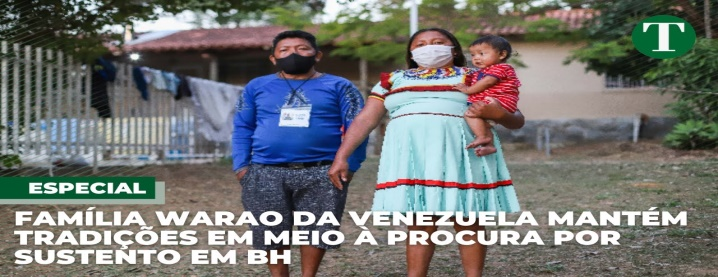 T
ESPECIAL
FAMÍLIA WARAO DA VENEZUELA MANTÉM
TRADIÇÕES EM MEIO À PROCURA POR
SUSTENTO EM BH